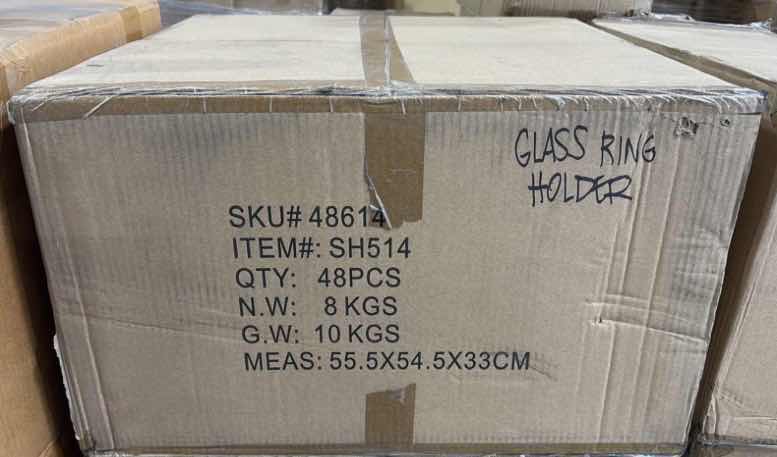 GLASS RING
HOLDER
SKU# 48614
ITEM#: SH514
QTY: 48PCS
N.W: 8 KGS
G.W: 10 KGS
MEAS: 55.5X54.5X33CM